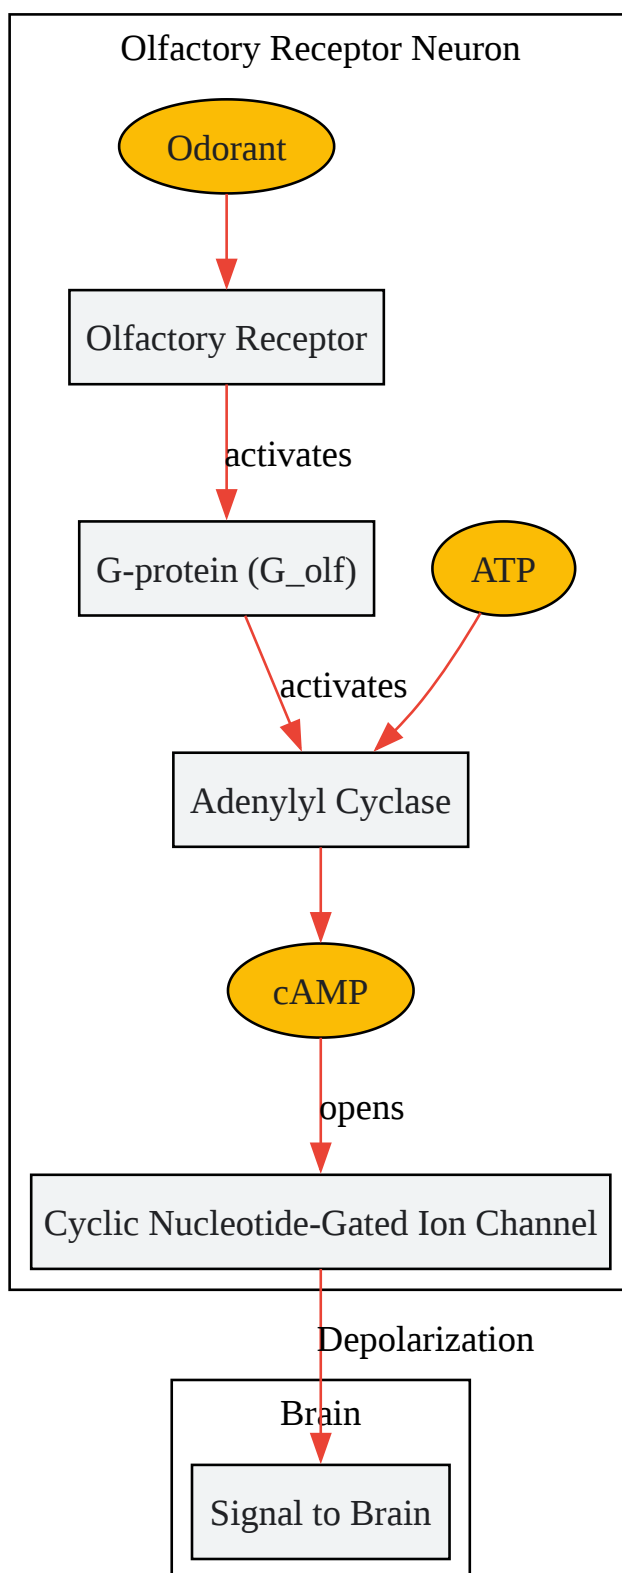 Olfactory Receptor Neuron
Odorant
Olfactory Receptor
activates
G-protein (G_olf)
ATP
activates
Adenylyl Cyclase
cAMP
opens
Cyclic Nucleotide-Gated Ion Channel
Depolarization
Brain
Signal to Brain